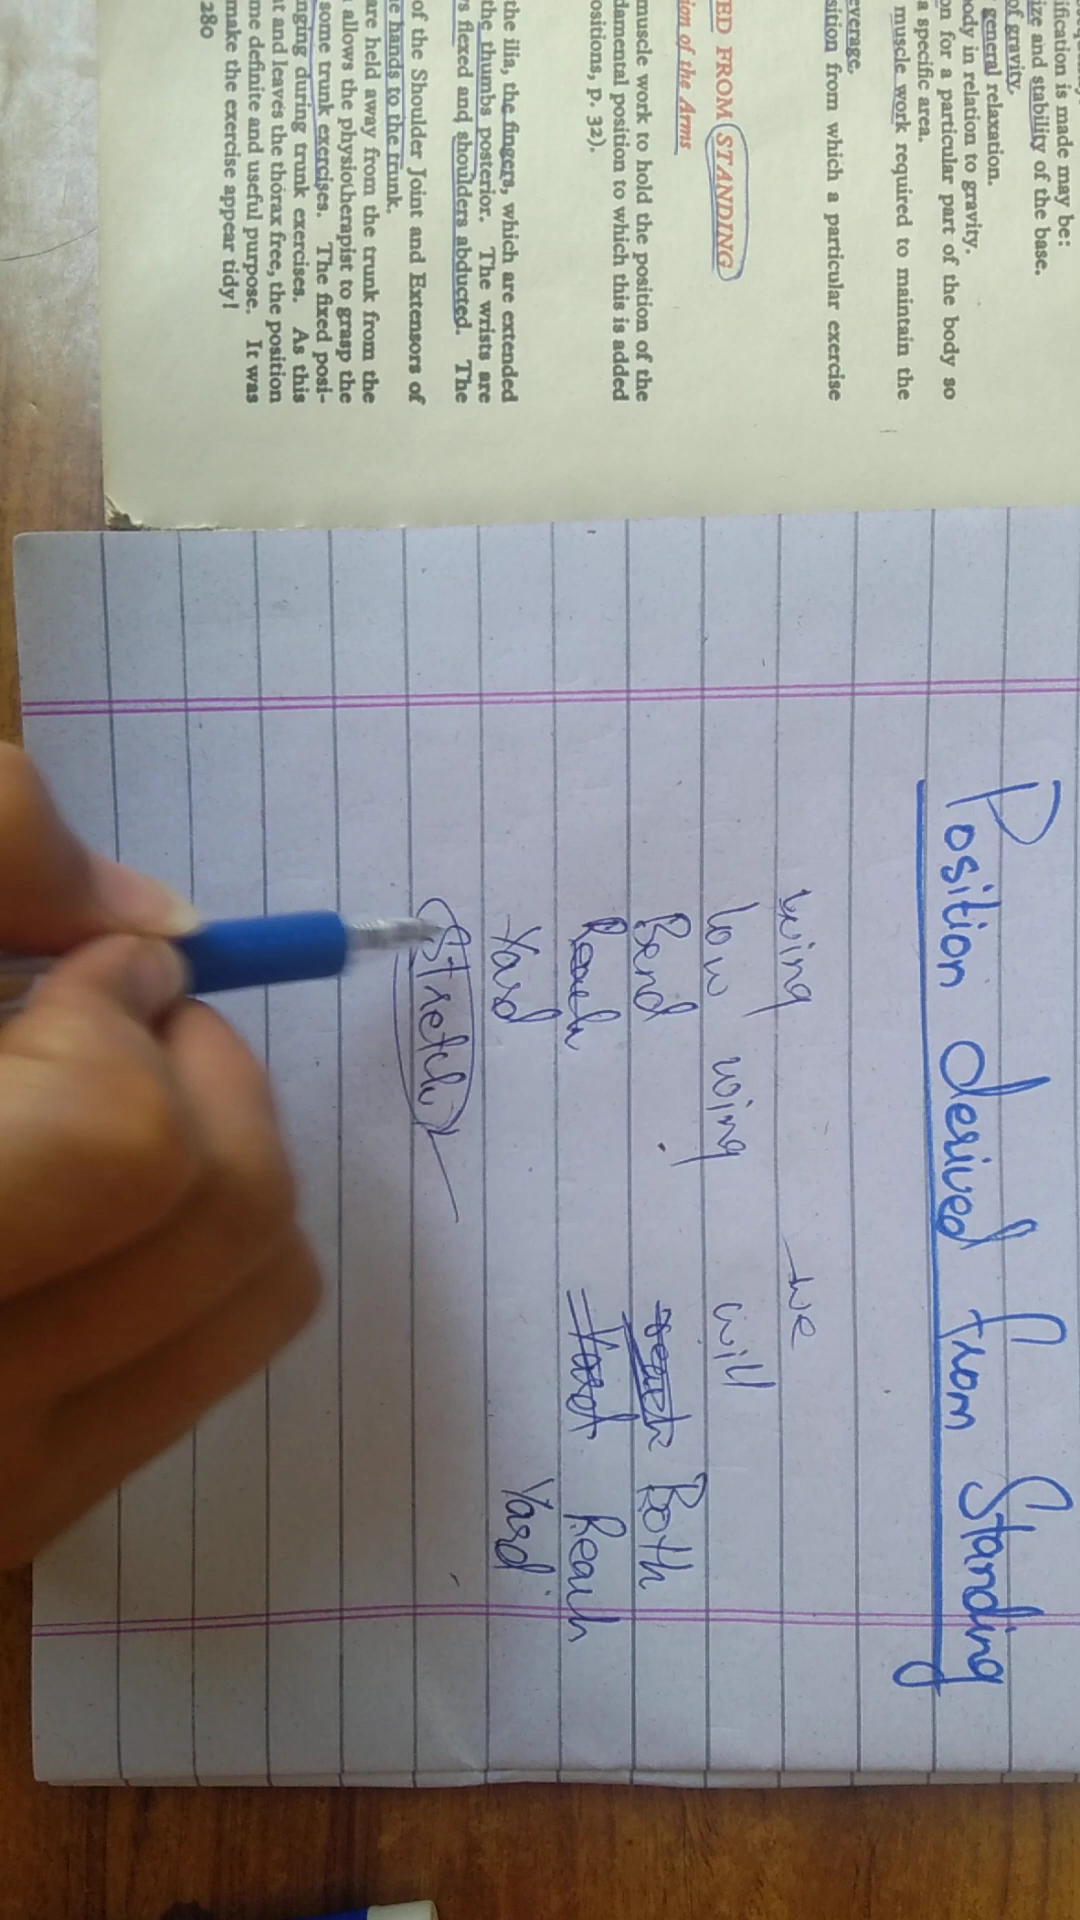 ification is made may be:
ize and stability of the base.
of gravity.
general relaxation.
ody in relation to gravity.
on for a particular part of the body so
a specific area.
muscle work required to maintain the
everage.
sition from which a particular exercise
ED FROM STANDING
ion of the Arms
muscle work to hold the position of the
damental position to which this is added
ositions, p. 32).
the ilia, the fingers, which are extended
the thumbs posterior. The wrists are
rs flexed and shoulders abducted. The
of the Shoulder Joint and Extensors of
e hands to the trunk.
are held away from the trunk from the
allows the physiotherapist to grasp the
some trunk exercises. The fixed posi-
nging during trunk exercises. As this
t and leaves the thorax free, the position
me definite and useful purpose. It was
make the exercise appear tidy!
280
Position derived from Standing
wing we
low wing will
Bend Both
Reach Reach
Yard Yard
Stretch